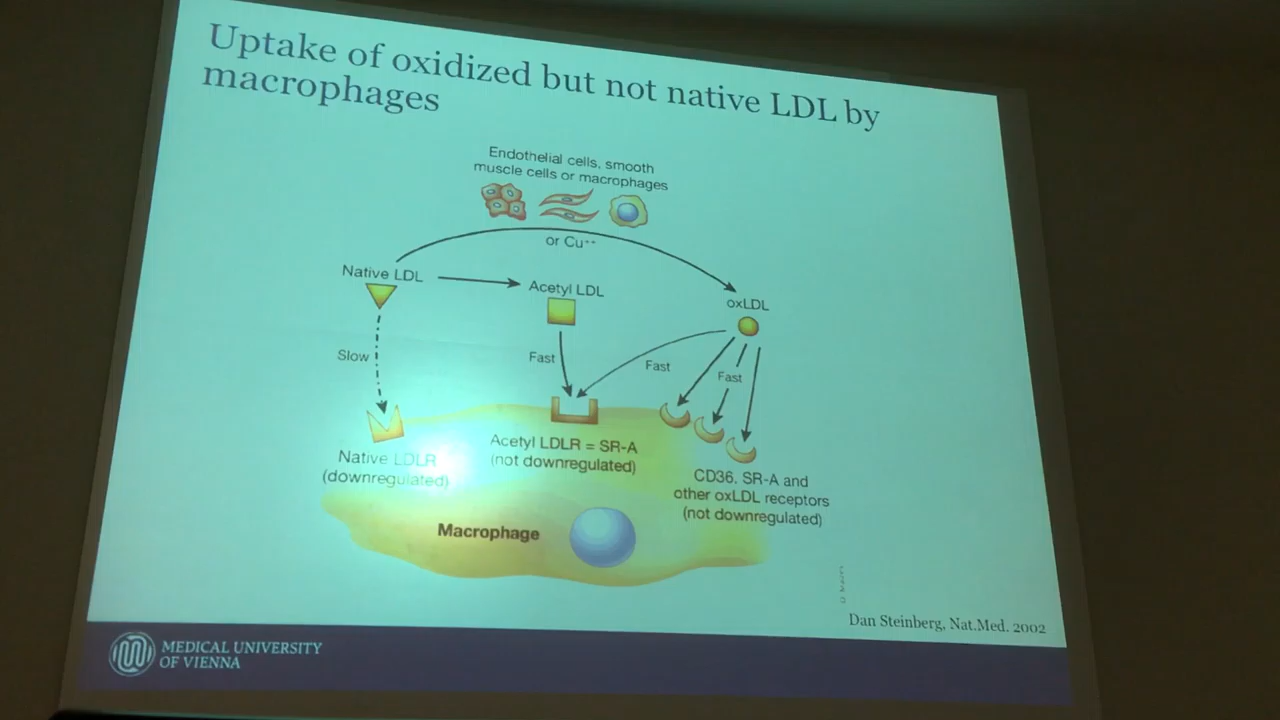 Uptake of oxidized but not native LDL by
macrophages
Endothelial cells, smooth
muscle cells or macrophages
or Cu++
Native LDL
Acetyl LDL
oxLDL
Slow
Fast
Fast
Fast
Native LDLR
(downregulated)
Acetyl LDLR = SR-A
(not downregulated)
CD36. SR-A and
other oxLDL receptors
(not downregulated)
Macrophage
Dan Steinberg, Nat.Med. 2002
MEDICAL UNIVERSITY
OF VIENNA